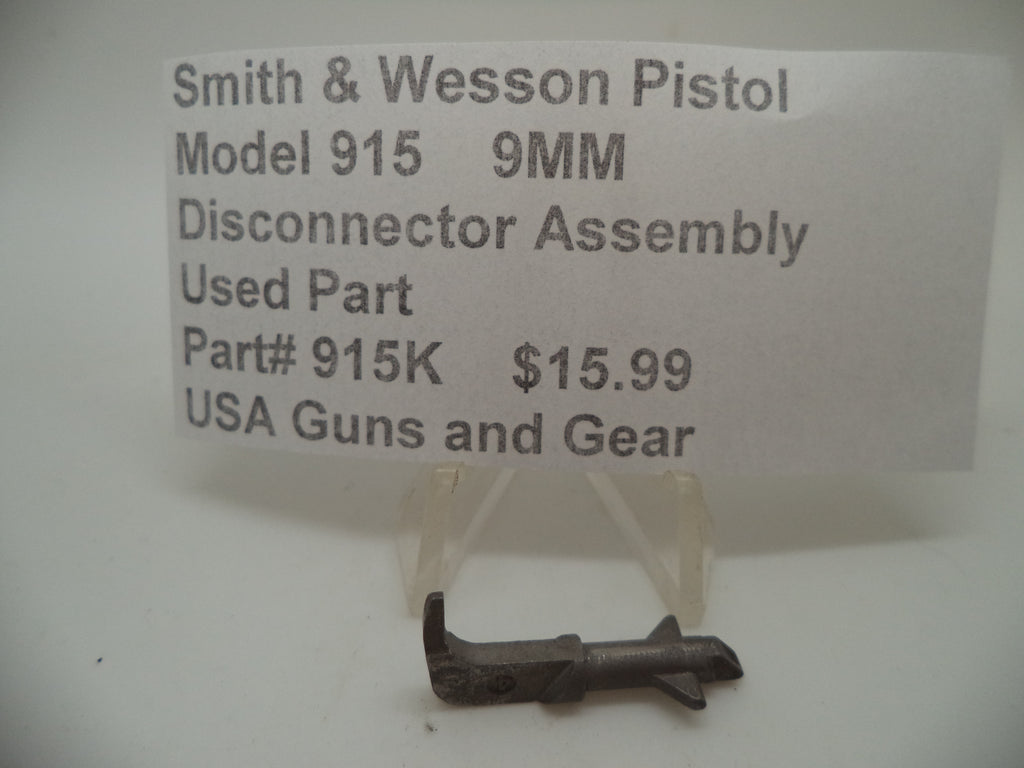 Smith & Wesson Pistol
Model 915 9MM
Disconnector Assembly
Used Part
Part# 915K $15.99
USA Guns and Gear